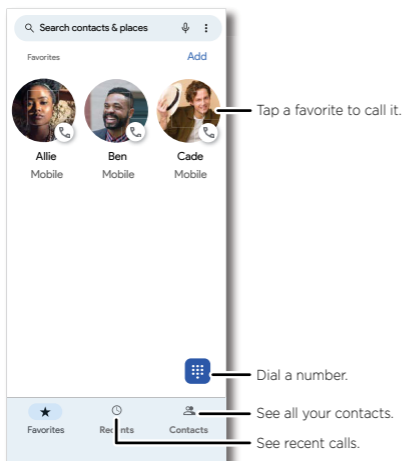 Search contacts & places
Favorites Add
Tap a favorite to call it.
Allie Ben Cade
Mobile Mobile Mobile
Dial a number.
See all your contacts.
Favorites Recents Contacts
See recent calls.